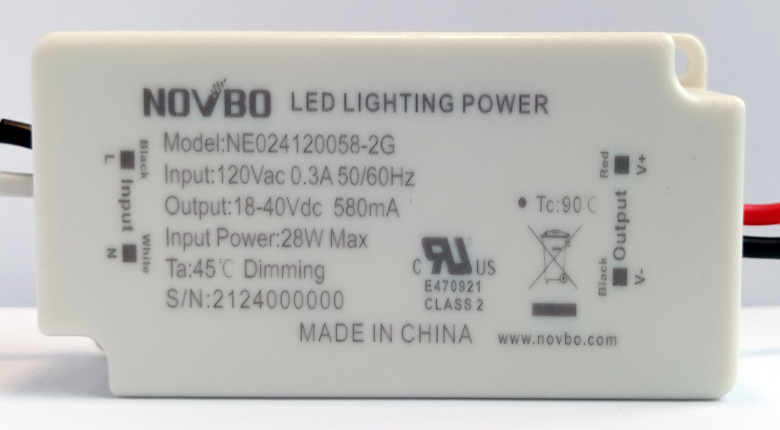 NOVBO LED LIGHTING POWER
Model:NE024120058-2G
Input:120Vac 0.3A 50/60Hz
Output:18-40Vdc 580mA
Input Power:28W Max
Ta:45℃ Dimming
S/N:2124000000
MADE IN CHINA
www.novbo.com
Black
L
Input
White
N
C RU US
E470921
CLASS 2
Tc:90℃
Red
V+
Output
Black
V-